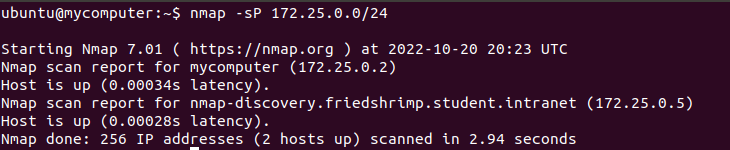 ubuntu@mycomputer:~$ nmap -sP 172.25.0.0/24
Starting Nmap 7.01 ( https://nmap.org ) at 2022-10-20 20:23 UTC
Nmap scan report for mycomputer (172.25.0.2)
Host is up (0.00034s latency).
Nmap scan report for nmap-discovery.friedshrimp.student.intranet (172.25.0.5)
Host is up (0.00028s latency).
Nmap done: 256 IP addresses (2 hosts up) scanned in 2.94 seconds